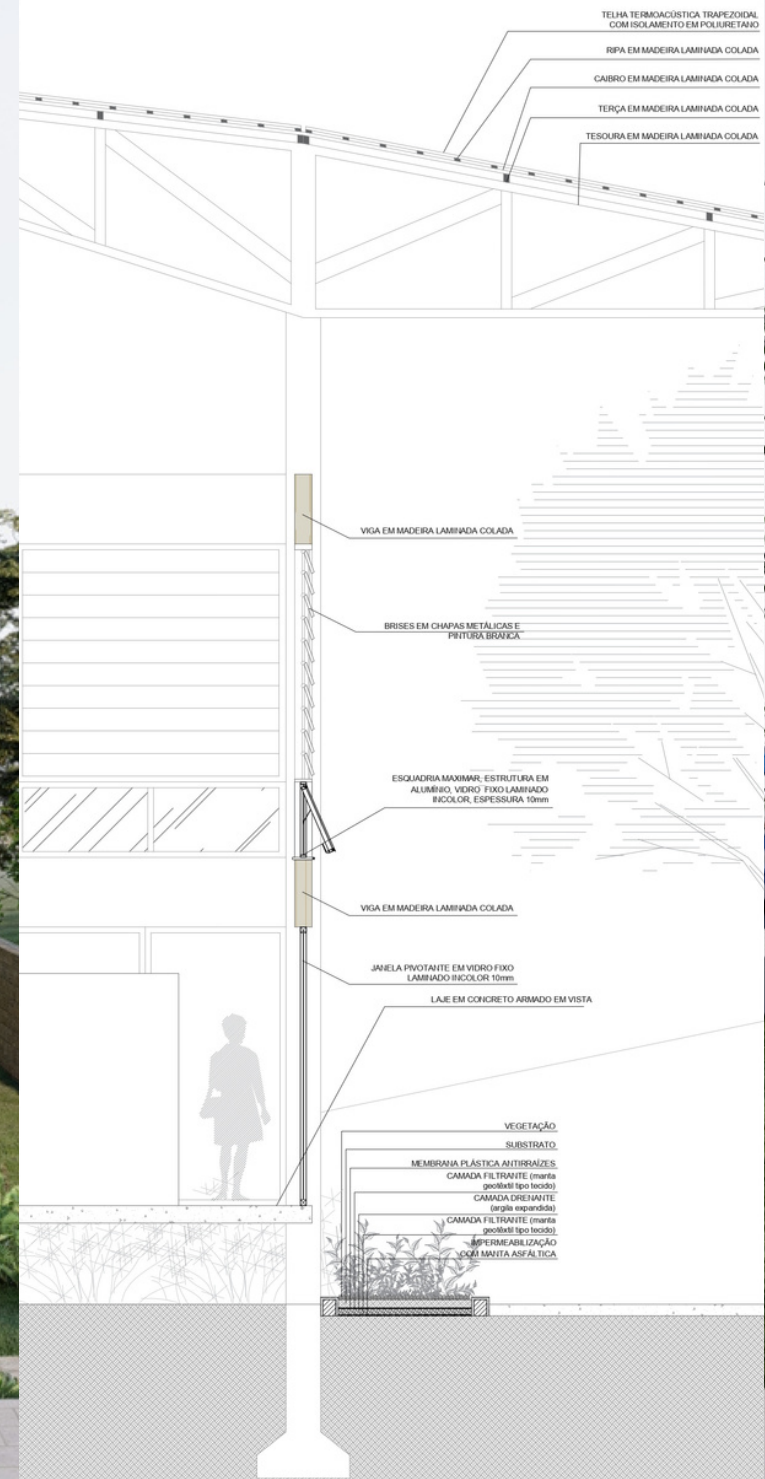 TELHA TERMOACÚSTICA TRAPEZOIDAL
COM ISOLAMENTO EM POLIURETANO
RIPA EM MADEIRA LAMINADA COLADA
CAIBRO EM MADEIRA LAMINADA COLADA
TERÇA EM MADEIRA LAMINADA COLADA
TESOURA EM MADEIRA LAMINADA COLADA
VIGA EM MADEIRA LAMINADA COLADA
BRISES EM CHAPAS METÁLICAS E
PINTURA BRANCA
ESQUADRIA MAXIMAR, ESTRUTURA EM
ALUMÍNIO, VIDRO FIXO LAMINADO
INCOLOR, ESPESSURA 10mm
VIGA EM MADEIRA LAMINADA COLADA
JANELA PIVOTANTE EM VIDRO FIXO
LAMINADO INCOLOR 10mm
LAJE EM CONCRETO ARMADO EM VISTA
VEGETAÇÃO
SUBSTRATO
MEMBRANA PLÁSTICA ANTIRRAÍZES
CAMADA FILTRANTE (manta
geotêxtil tipo tecido)
CAMADA DRENANTE
(argila expandida)
CAMADA FILTRANTE (manta
geotêxtil tipo tecido)
IMPERMEABILIZAÇÃO
COM MANTA ASFÁLTICA